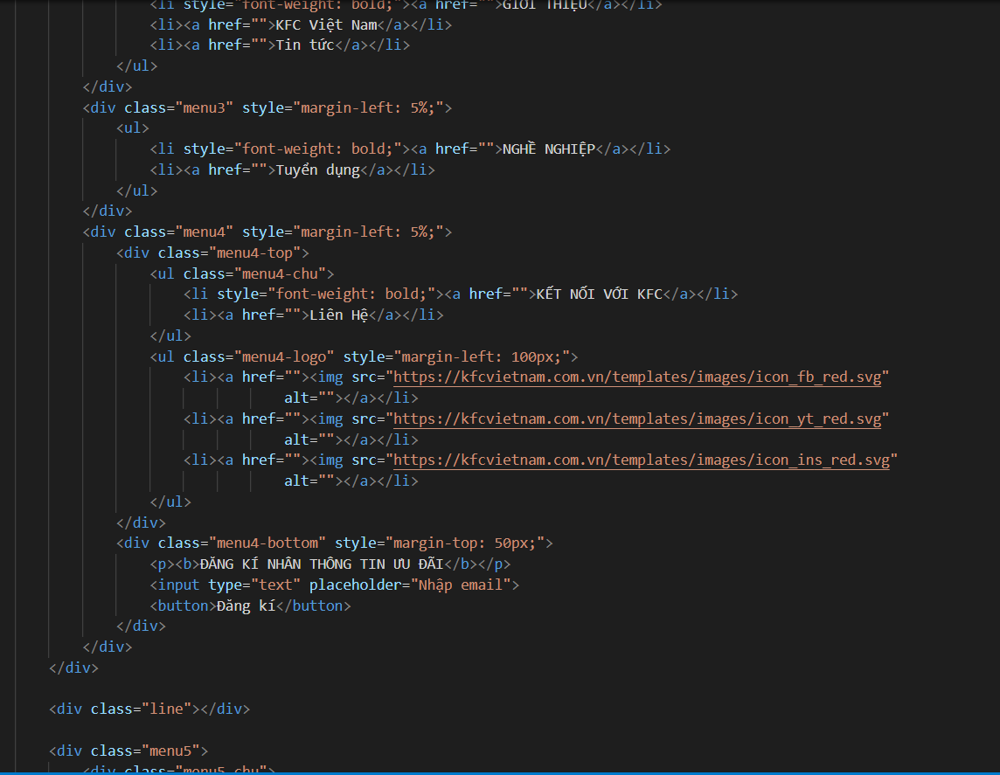 <li style="font-weight: bold;"><a href="">GIỚI THIỆU</a></li>
<li><a href="">KFC Việt Nam</a></li>
<li><a href="">Tin tức</a></li>
</ul>
</div>
<div class="menu3" style="margin-left: 5%;">
<ul>
<li style="font-weight: bold;"><a href="">NGHỀ NGHIỆP</a></li>
<li><a href="">Tuyển dụng</a></li>
</ul>
</div>
<div class="menu4" style="margin-left: 5%;">
<div class="menu4-top">
<ul class="menu4-chu">
<li style="font-weight: bold;"><a href="">KẾT NỐI VỚI KFC</a></li>
<li><a href="">Liên Hệ</a></li>
</ul>
<ul class="menu4-logo" style="margin-left: 100px;">
<li><a href=""><img src="https://kfcvietnam.com.vn/templates/images/icon_fb_red.svg"
alt=""></a></li>
<li><a href=""><img src="https://kfcvietnam.com.vn/templates/images/icon_yt_red.svg"
alt=""></a></li>
<li><a href=""><img src="https://kfcvietnam.com.vn/templates/images/icon_ins_red.svg"
alt=""></a></li>
</ul>
</div>
<div class="menu4-bottom" style="margin-top: 50px;">
<p><b>ĐĂNG KÍ NHÂN THÔNG TIN ƯU ĐÃI</b></p>
<input type="text" placeholder="Nhập email">
<button>Đăng kí</button>
</div>
</div>
</div>
<div class="line"></div>
<div class="menu5">
<div class="menu5-chu">